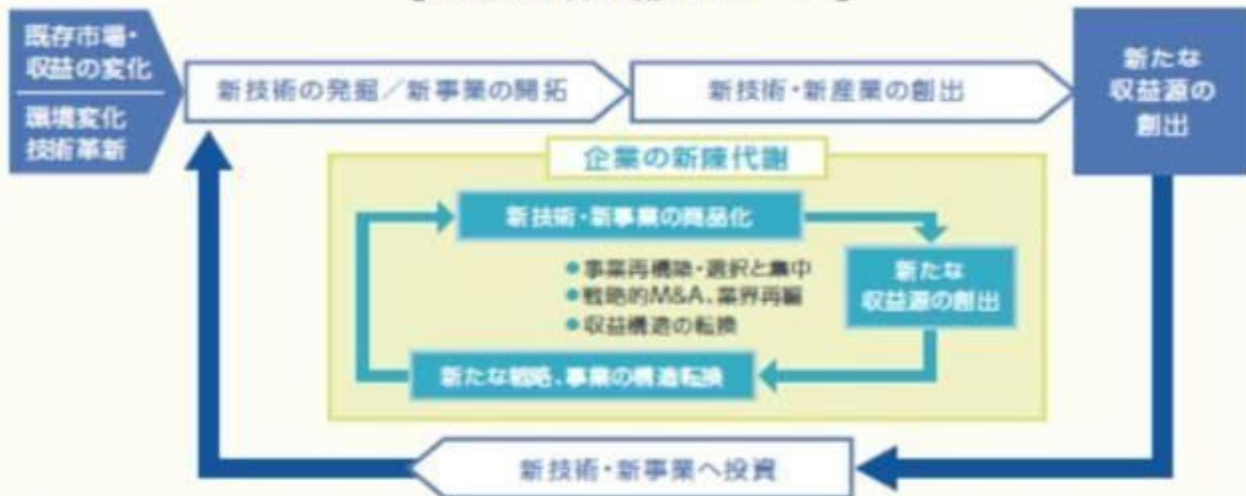 既存市場・
収益の変化
環境変化
技術革新
新技術の発掘／新事業の開拓
新技術・新産業の創出
新たな
収益源の
創出
企業の新陳代謝
新技術・新事業の商品化
●事業再構築・選択と集中
●戦略的M&A、業界再編
●収益構造の転換
新たな
収益源の創出
新たな戦略、事業の構造転換
新技術・新事業へ投資